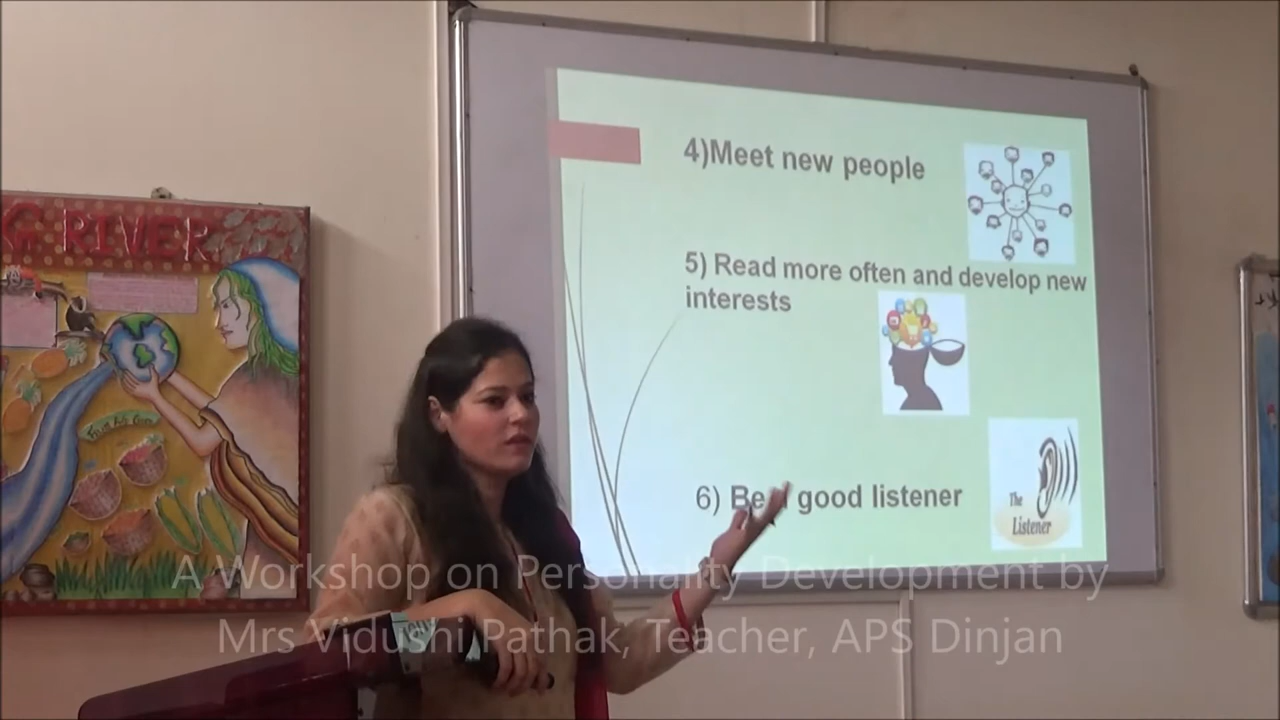 G RIVER
4)Meet new people
5) Read more often and develop new
interests
6) Be a good listener
The
Listener
A Workshop on Personality Development by
Mrs Vidushi Pathak, Teacher, APS Dinjan